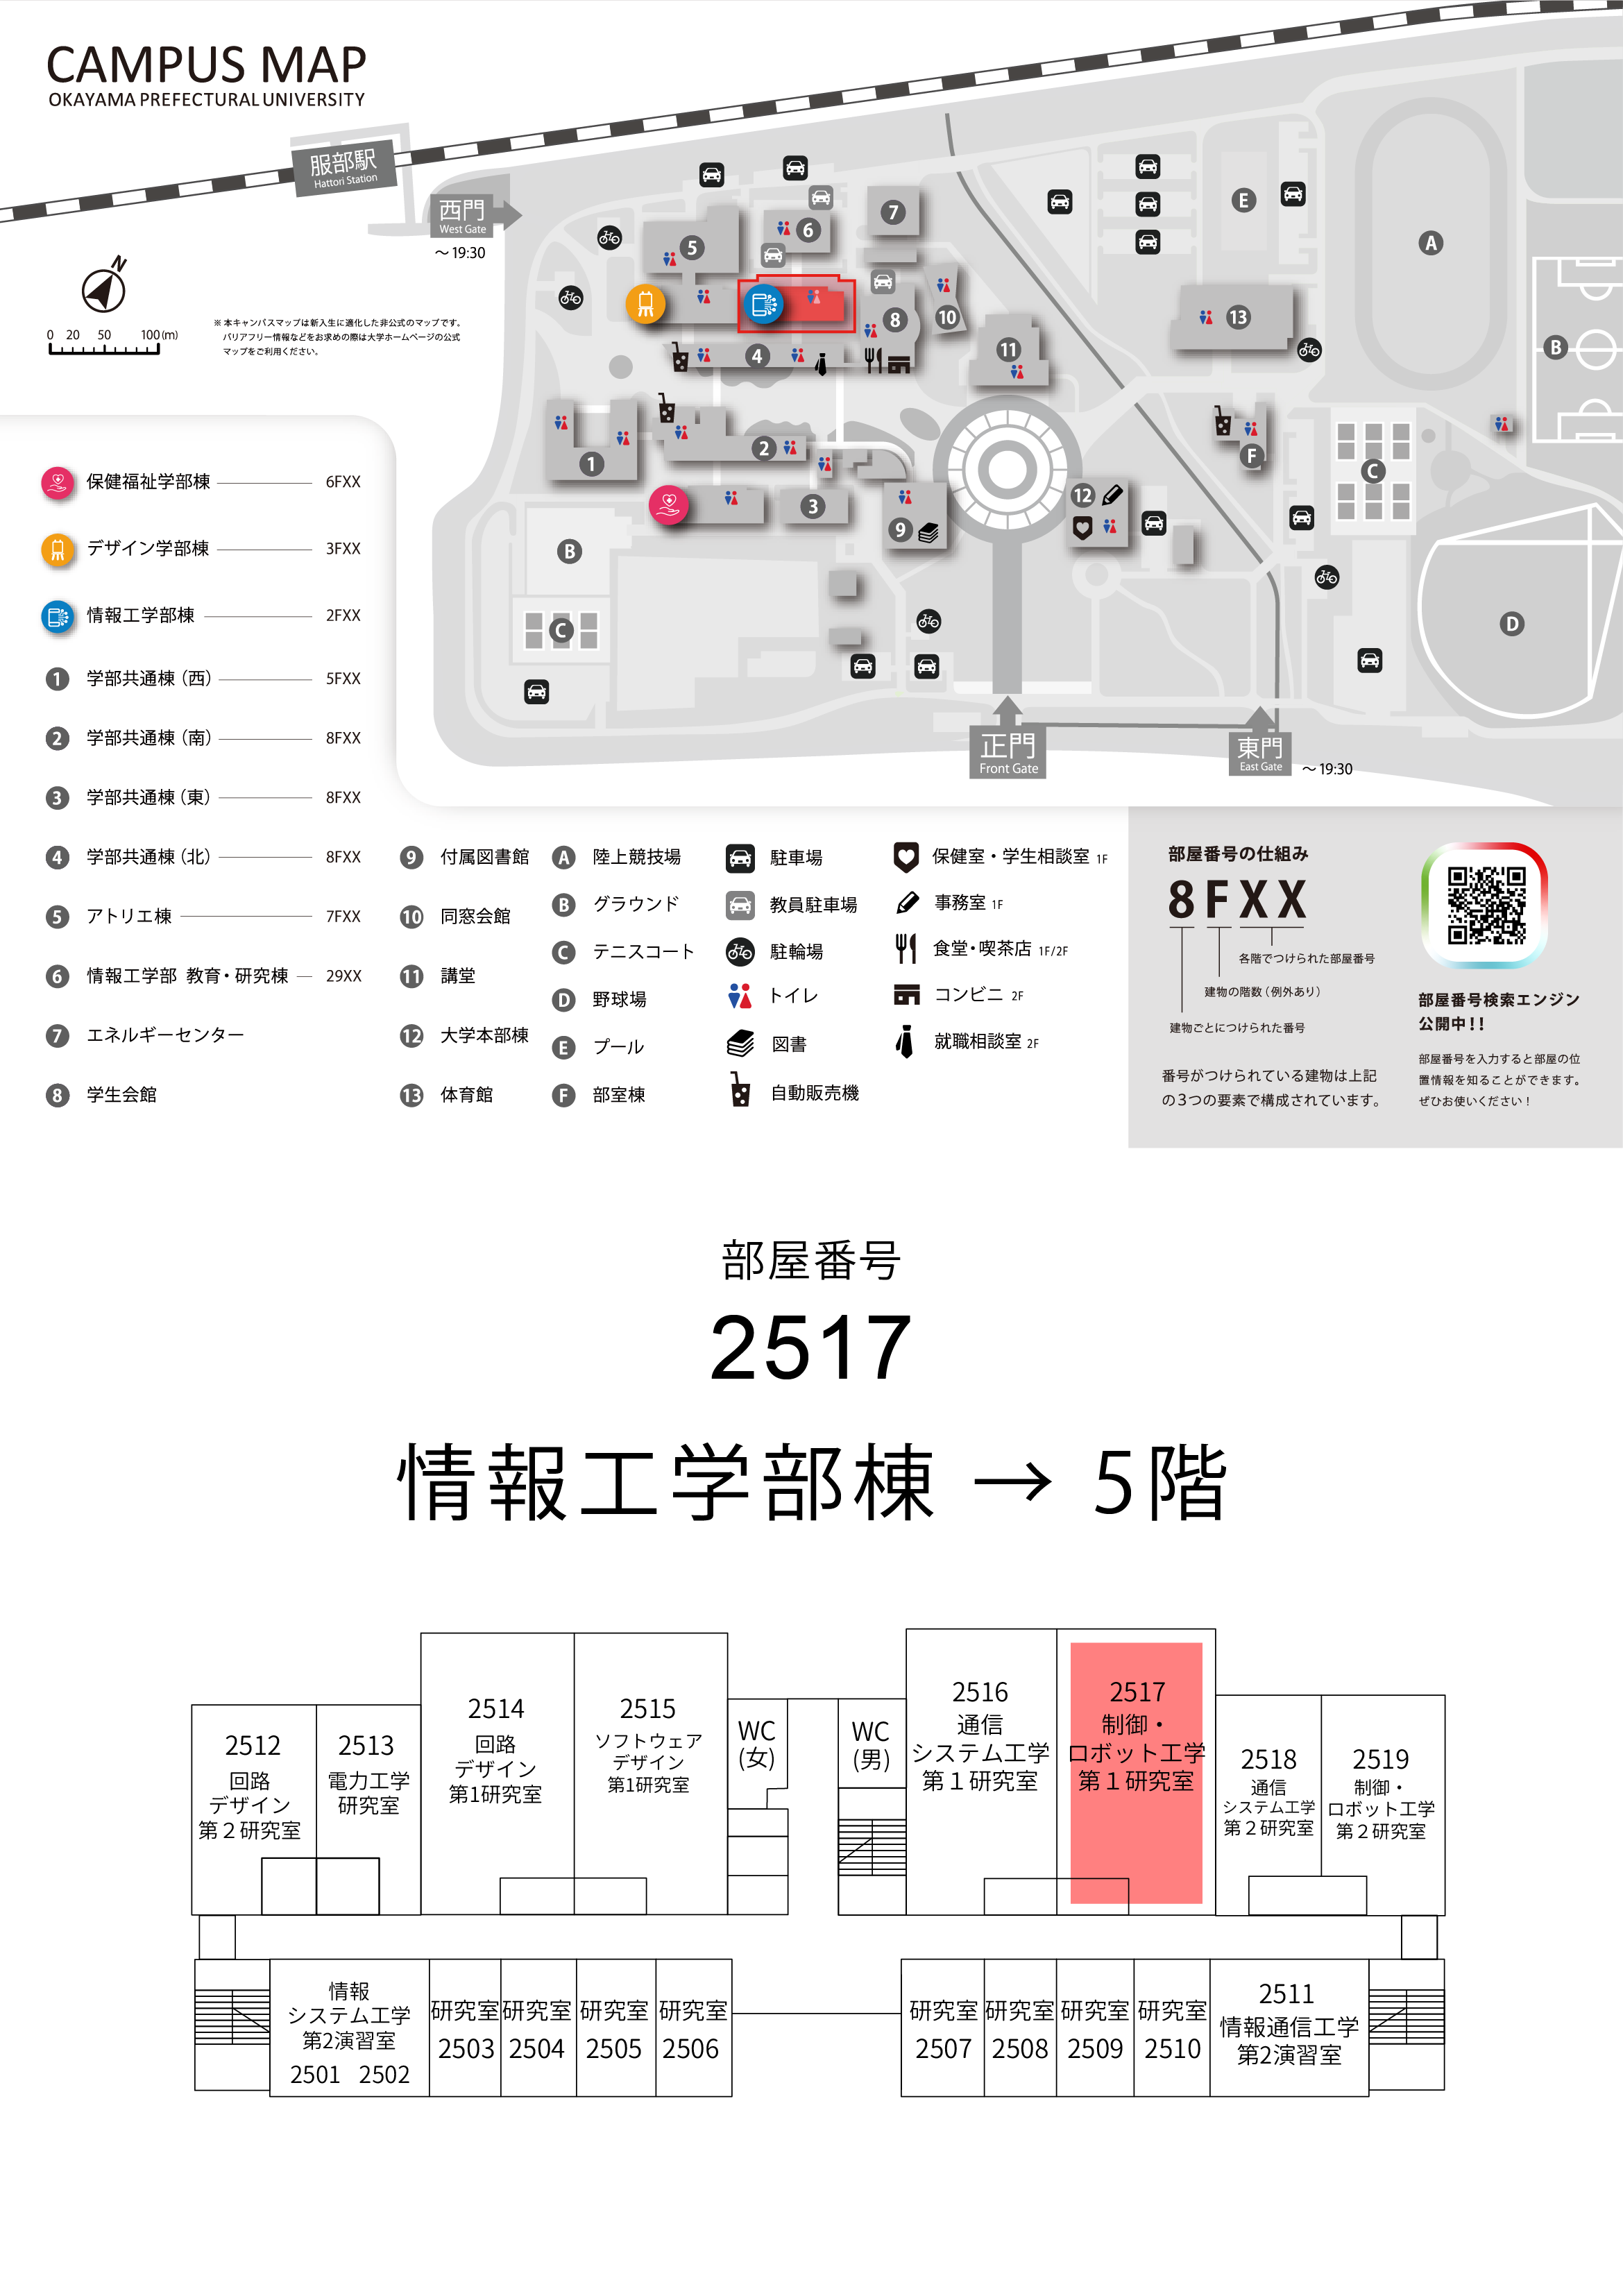 CAMPUS MAP
OKAYAMA PREFECTURAL UNIVERSITY
服部駅
Hattori Station
西門
West Gate
～19:30
N
0 20 50 100(m)
※ 本キャンパスマップは新入生に適化した非公式のマップです。
バリアフリー情報などをお求めの際は大学ホームページの公式
マップをご利用ください。
7
6
5
E
A
8
10
13
11
4
B
2
1
F
C
12
3
9
B
C
D
正門
Front Gate
東門
East Gate
～19:30
保健福祉学部棟 6FXX
デザイン学部棟 3FXX
情報工学部棟 2FXX
1 学部共通棟（西） 5FXX
2 学部共通棟（南） 8FXX
3 学部共通棟（東） 8FXX
4 学部共通棟（北） 8FXX
5 アトリエ棟 7FXX
6 情報工学部 教育・研究棟 29XX
7 エネルギーセンター
8 学生会館
9 付属図書館
10 同窓会館
11 講堂
12 大学本部棟
13 体育館
A 陸上競技場
B グラウンド
C テニスコート
D 野球場
E プール
F 部室棟
駐車場
教員駐車場
駐輪場
トイレ
図書
自動販売機
保健室・学生相談室 1F
事務室 1F
食堂・喫茶店 1F/2F
コンビニ 2F
就職相談室 2F
部屋番号の仕組み
8FXX
各階でつけられた部屋番号
建物の階数（例外あり）
建物ごとにつけられた番号
番号がつけられている建物は上記
の3つの要素で構成されています。
部屋番号検索エンジン
公開中！！
部屋番号を入力すると部屋の位
置情報を知ることができます。
ぜひお使いください！
部屋番号
2517
情報工学部棟 → 5階
2512
回路
デザイン
第２研究室
2513
電力工学
研究室
2514
回路
デザイン
第1研究室
2515
ソフトウェア
デザイン
第1研究室
WC
(女)
WC
(男)
2516
通信
システム工学
第１研究室
2517
制御・
ロボット工学
第１研究室
2518
通信
システム工学
第２研究室
2519
制御・
ロボット工学
第２研究室
情報
システム工学
第2演習室
2501 2502
研究室
2503
研究室
2504
研究室
2505
研究室
2506
研究室
2507
研究室
2508
研究室
2509
研究室
2510
2511
情報通信工学
第2演習室